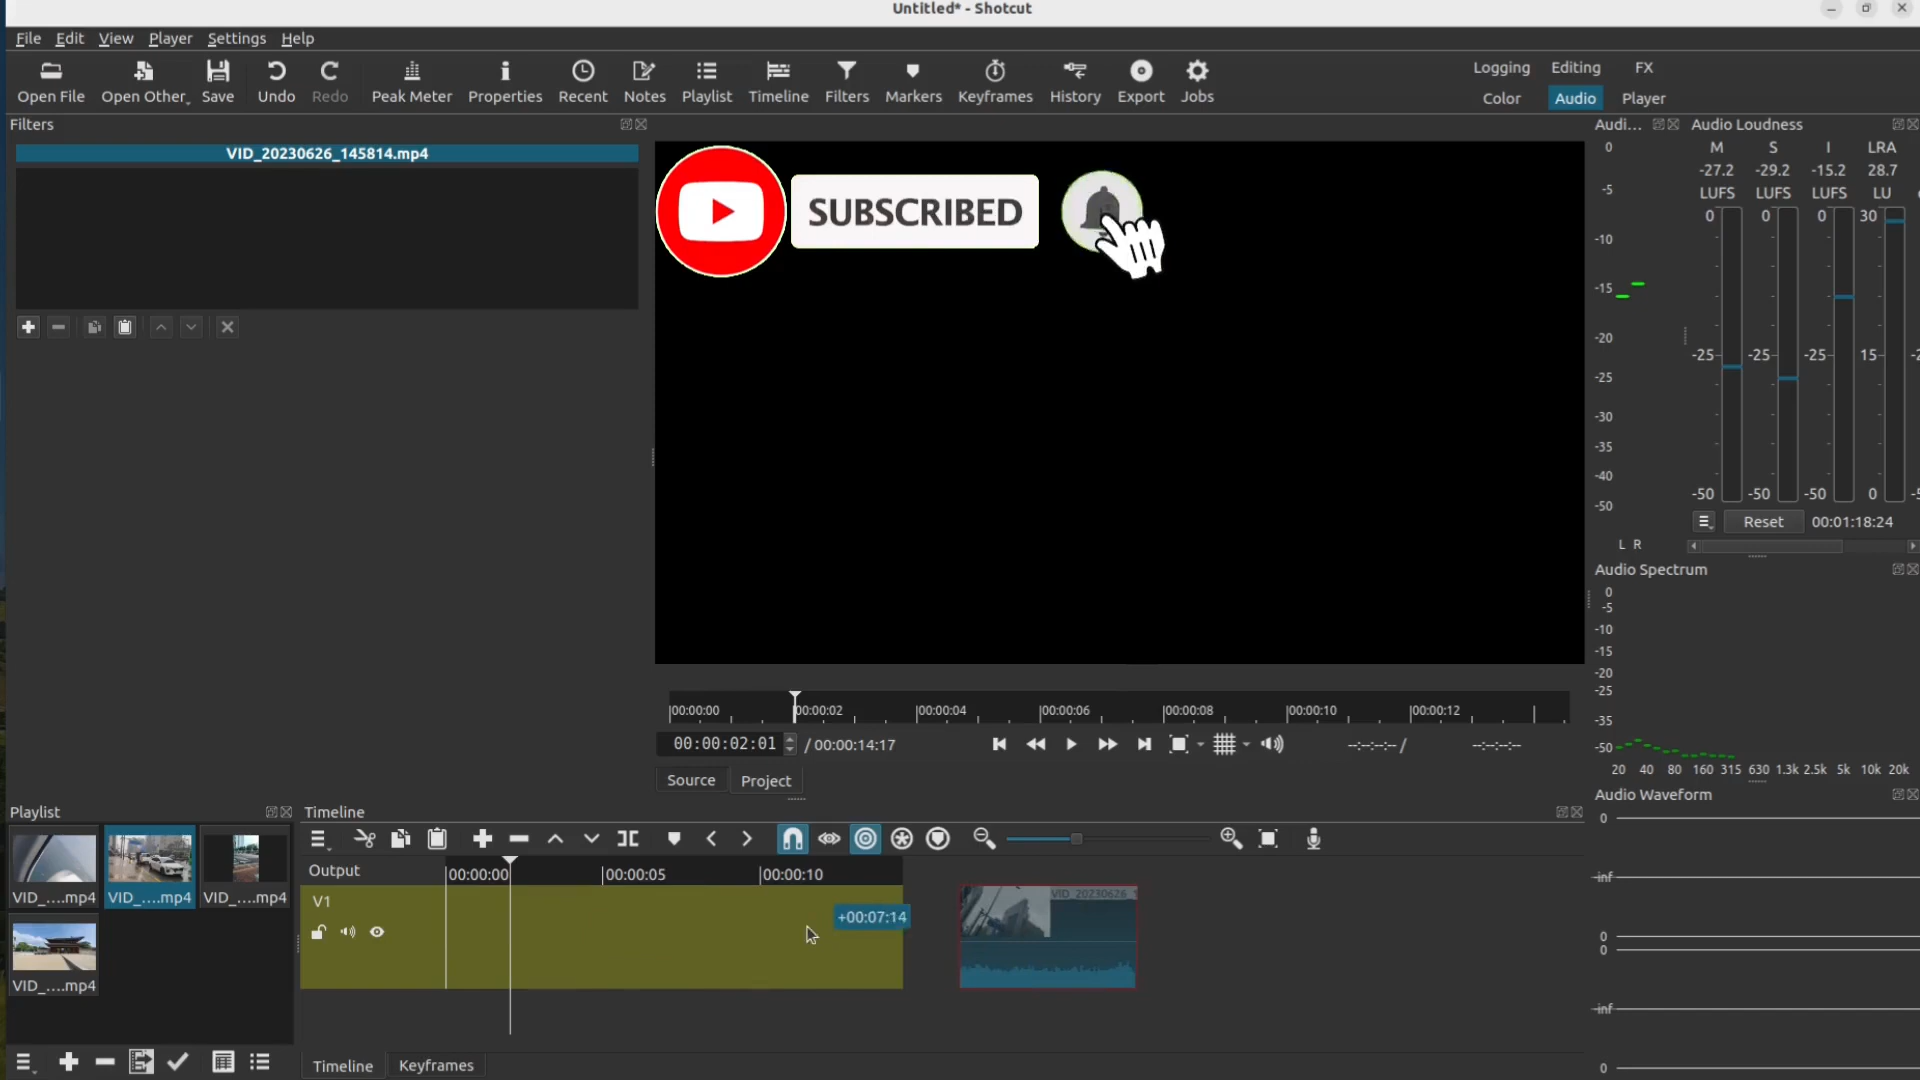 Untitled* - Shotcut
File Edit View Player Settings Help
Open File Open Other Save Undo Redo Peak Meter Properties Recent Notes Playlist Timeline Filters Markers Keyframes History Export Jobs
Logging Editing FX
Color Audio Player
Filters
VID_20230626_145814.mp4
SUBSCRIBED
Audi... Audio Loudness
M S I LRA
-27.2 -29.2 -15.2 28.7
LUFS LUFS LUFS LU
0 0 0 30
-25 -25 -25 15
-50 -50 -50 0
0
-5
-10
-15
-20
-25
-30
-35
-40
-50
L R
Reset 00:01:18:24
Audio Spectrum
0
-5
-10
-15
-20
-25
-35
-50
20 40 80 160 315 630 1.3k 2.5k 5k 10k 20k
Audio Waveform
0
-inf
0
0
-inf
0
00:00:00 00:00:02 00:00:04 00:00:06 00:00:08 00:00:10 00:00:12
00:00:02:01 / 00:00:14:17 --:--:--:-- / --:--:--:--
Source Project
Playlist
VID_....mp4 VID_....mp4 VID_....mp4
VID_....mp4
Timeline
Output 00:00:00 00:00:05 00:00:10
V1
+00:07:14
VID_20230626_1
Timeline Keyframes